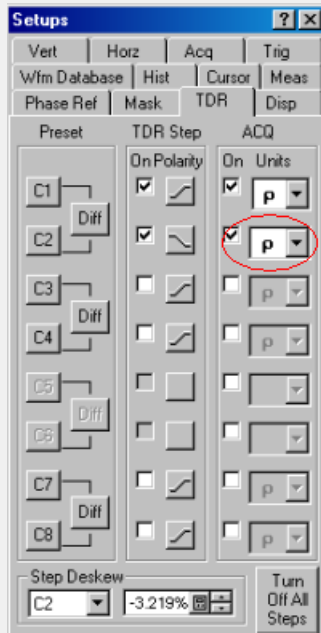 Setups
Vert Horz Acq Trig
Wfm Database Hist Cursor Meas
Phase Ref Mask TDR Disp
Preset TDR Step ACQ
On Polarity On Units
C1 ρ
Diff
C2 ρ
C3 ρ
Diff
C4 ρ
C5
Diff
C6
C7 ρ
Diff
C8 ρ
Step Deskew
C2 -3.219%
Turn
Off All
Steps